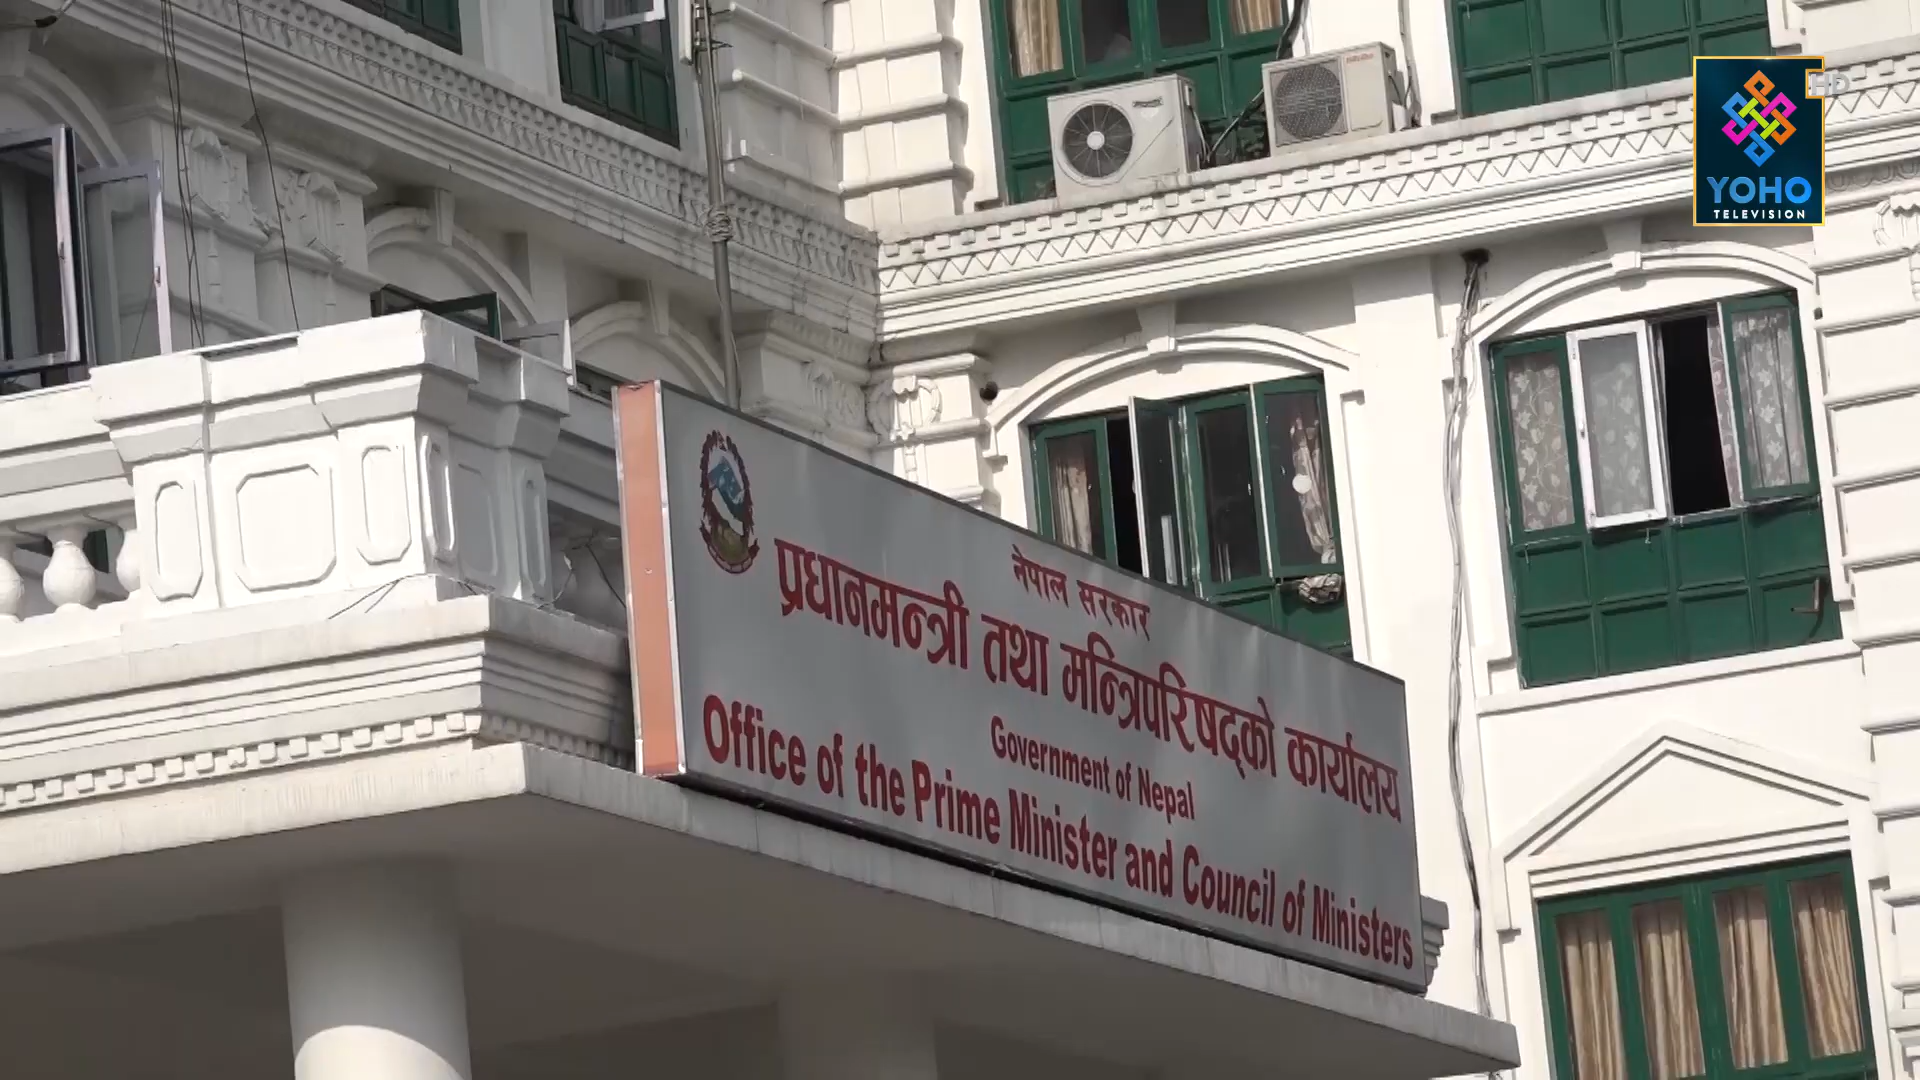 नेपाल सरकार
प्रधानमन्त्री तथा मन्त्रिपरिषद्को कार्यालय
Government of Nepal
Office of the Prime Minister and Council of Ministers
HD
YOHO
TELEVISION